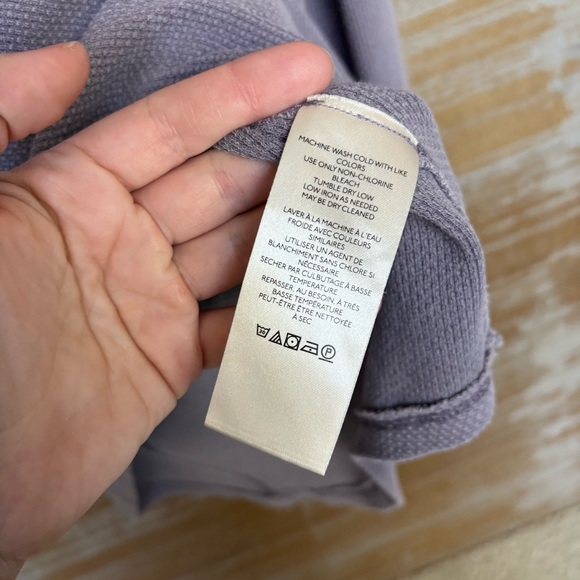 MACHINE WASH COLD WITH LIKE
COLORS
USE ONLY NON-CHLORINE
BLEACH
TUMBLE DRY LOW
LOW IRON AS NEEDED
MAY BE DRY CLEANED
LAVER À LA MACHINE À L'EAU
FROIDE AVEC COULEURS
SIMILAIRES
UTILISER UN AGENT DE
BLANCHIMENT SANS CHLORE SI
NÉCESSAIRE
SÉCHER PAR CULBUTAGE À BASSE
TEMPÉRATURE
REPASSER, AU BESOIN, À TRÈS
BASSE TEMPÉRATURE
PEUT-ÊTRE ÊTRE NETTOYÉE
À SEC
30 P